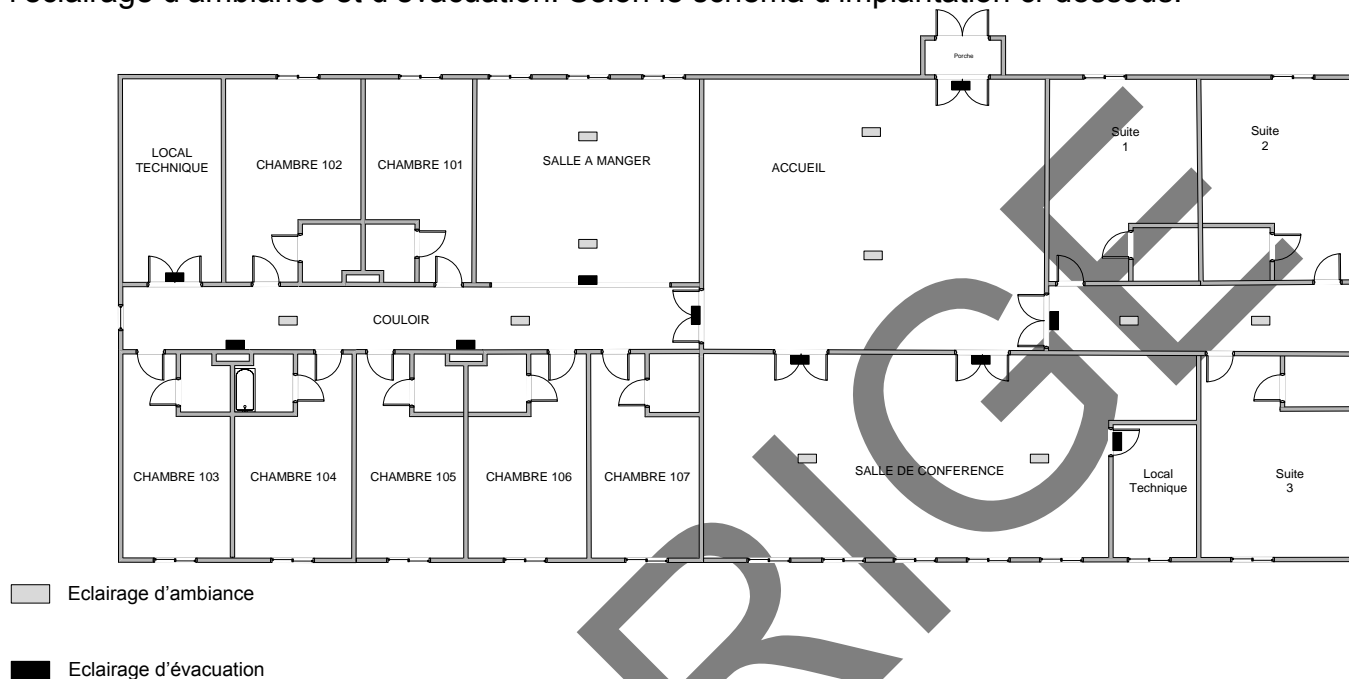 l'éclairage d'ambiance et d'évacuation. Selon le schéma d'implantation ci-dessous.
Porche
LOCAL
TECHNIQUE
CHAMBRE 102
CHAMBRE 101
SALLE A MANGER
ACCUEIL
Suite
1
Suite
2
COULOIR
CHAMBRE 103
CHAMBRE 104
CHAMBRE 105
CHAMBRE 106
CHAMBRE 107
SALLE DE CONFERENCE
Local
Technique
Suite
3
Eclairage d'ambiance
Eclairage d'évacuation
RIGE